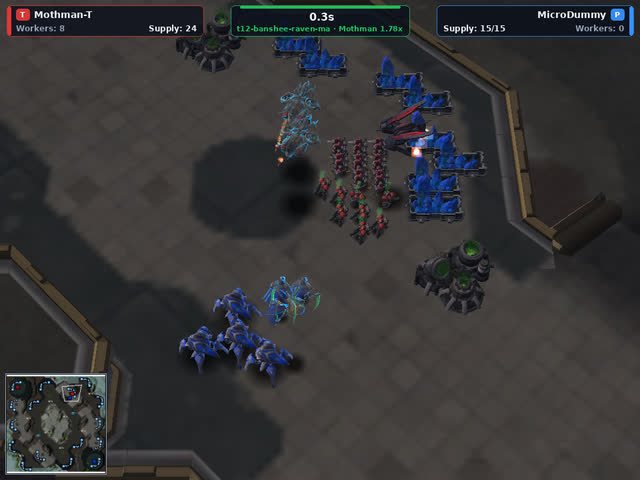 T Mothman-T
Workers: 8 Supply: 24
0.3s
t12-banshee-raven-ma · Mothman 1.78x
MicroDummy P
Supply: 15/15 Workers: 0